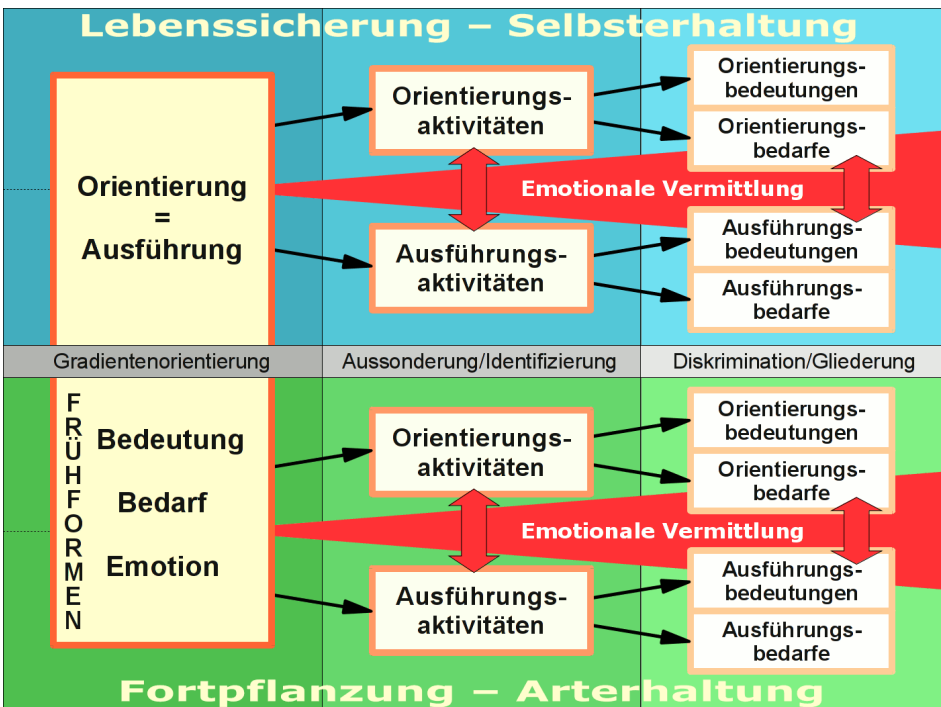 Lebenssicherung – Selbsterhaltung
Orientierung
=
Ausführung
Orientierungs-
aktivitäten
Ausführungs-
aktivitäten
Orientierungs-
bedeutungen
Orientierungs-
bedarfe
Emotionale Vermittlung
Ausführungs-
bedeutungen
Ausführungs-
bedarfe
Gradientenorientierung
Aussonderung/Identifizierung
Diskrimination/Gliederung
FRÜHFORMEN
Bedeutung
Bedarf
Emotion
Orientierungs-
aktivitäten
Ausführungs-
aktivitäten
Orientierungs-
bedeutungen
Orientierungs-
bedarfe
Emotionale Vermittlung
Ausführungs-
bedeutungen
Ausführungs-
bedarfe
Fortpflanzung – Arterhaltung